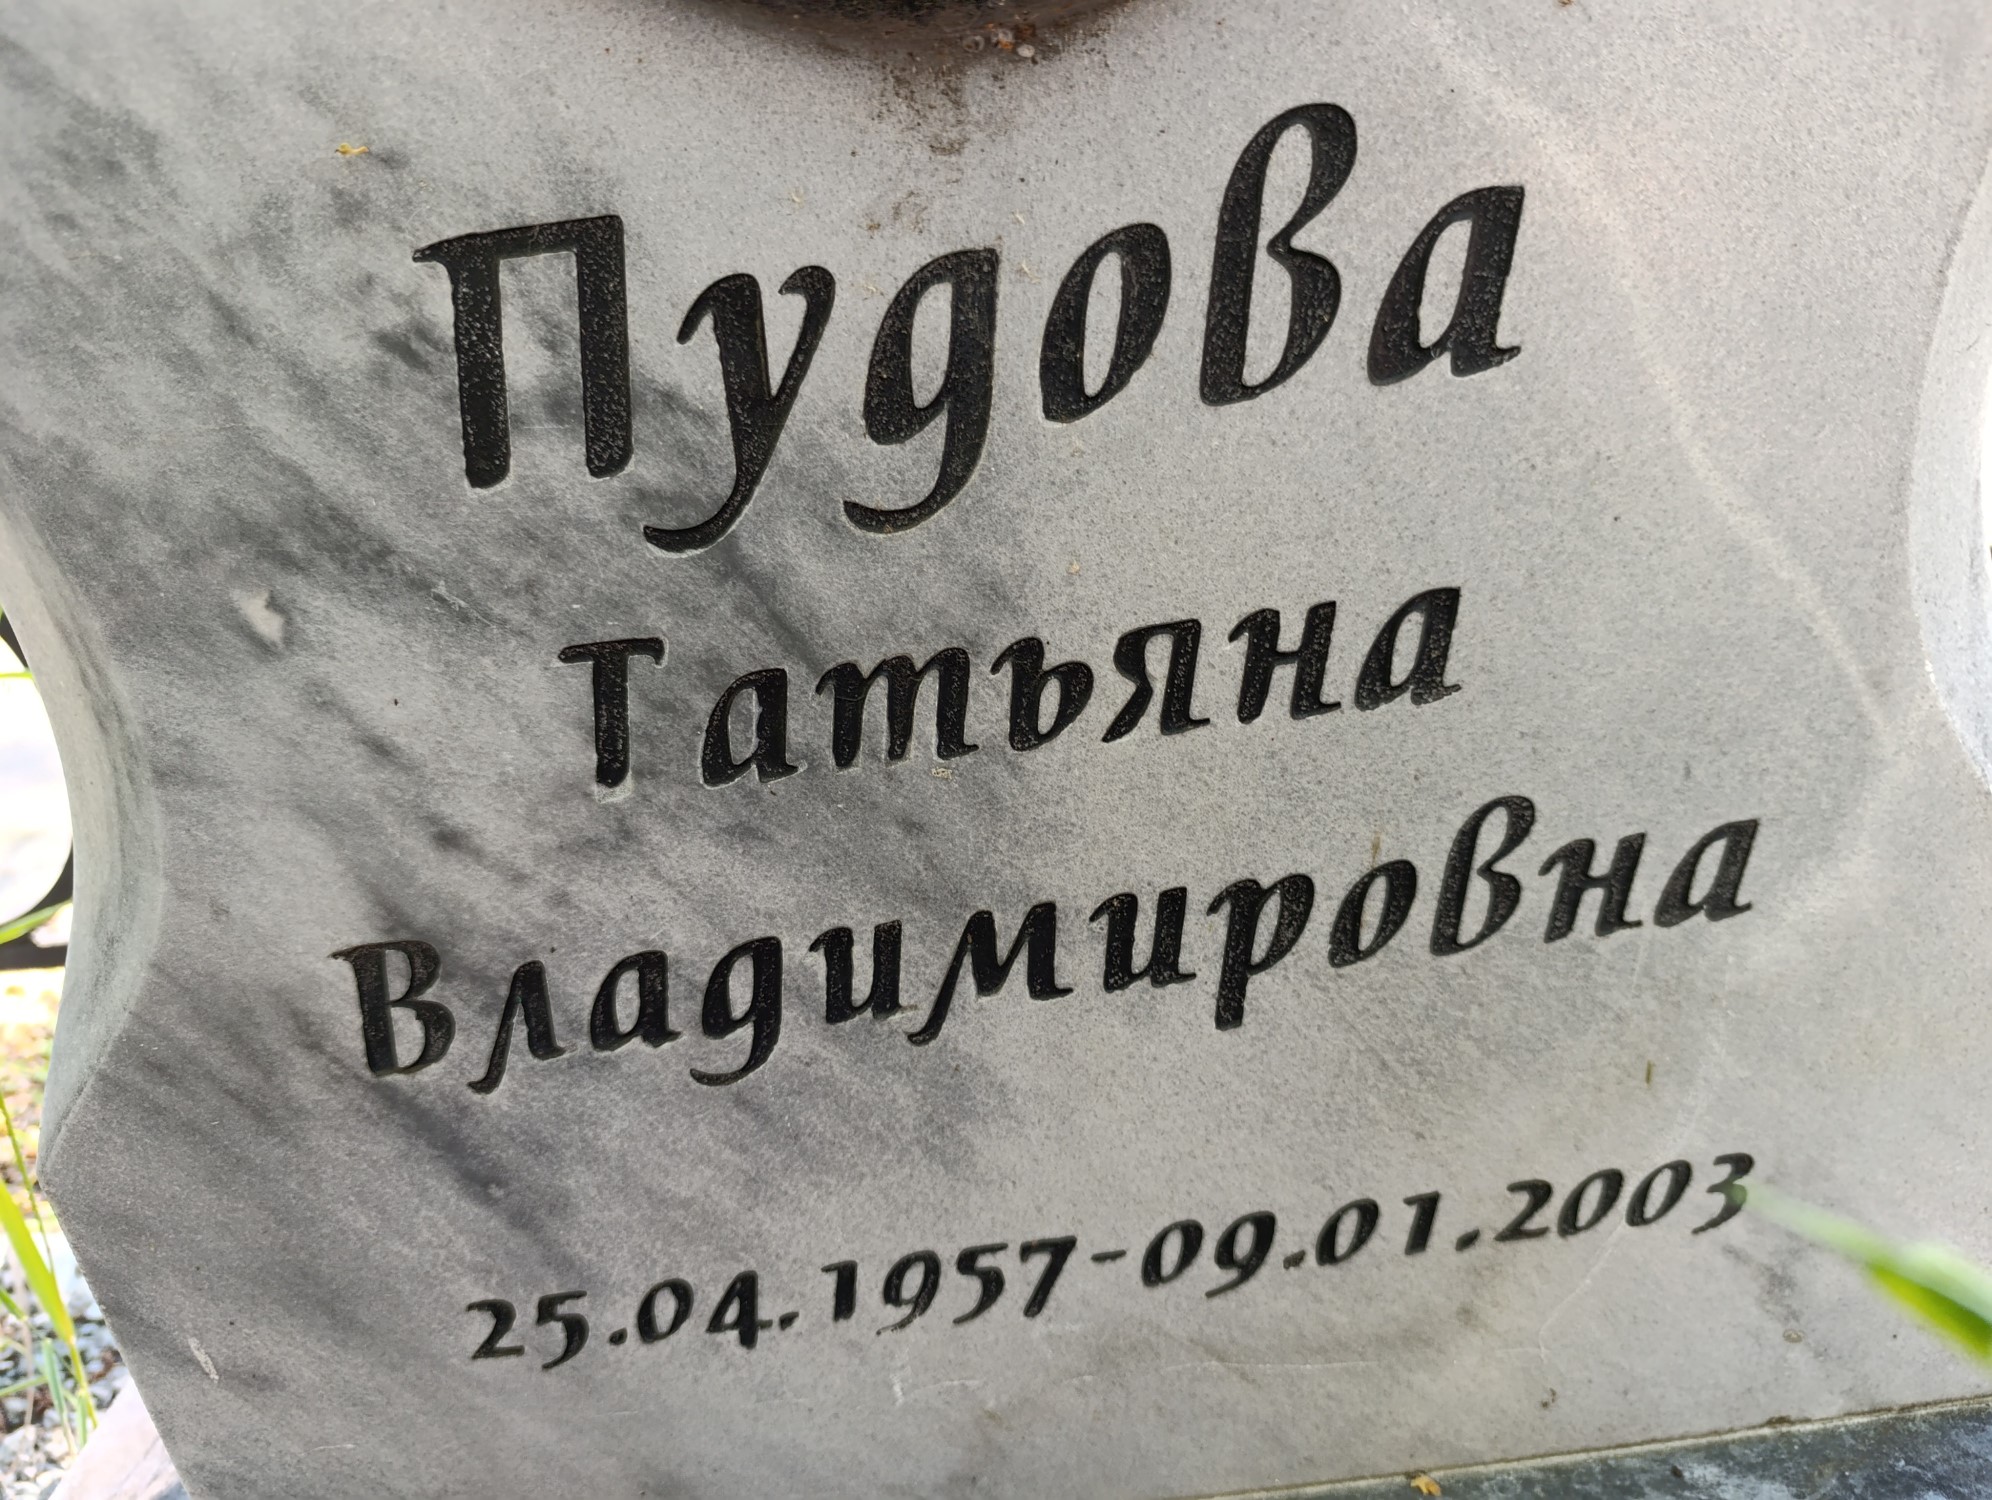 Пудова
Татьяна
Владимировна
25.04.1957-09.01.2003